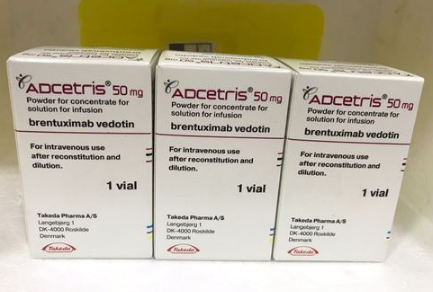 ADCETRIS® 50 mg
Powder for concentrate for
solution for infusion
brentuximab vedotin
For intravenous use
after reconstitution and
dilution.
1 vial
Takeda Pharma A/S
Langebjerg 1
DK-4000 Roskilde
Denmark
Takeda
ADCETRIS® 50 mg
Powder for concentrate for
solution for infusion
brentuximab vedotin
For intravenous use
after reconstitution and
dilution.
1 vial
Takeda Pharma A/S
Langebjerg 1
DK-4000 Roskilde
Denmark
Takeda
ADCETRIS® 50 mg
Powder for concentrate for
solution for infusion
brentuximab vedotin
For intravenous use
after reconstitution and
dilution.
1 vial
Takeda Pharma A/S
Langebjerg 1
DK-4000 Roskilde
Denmark
Takeda